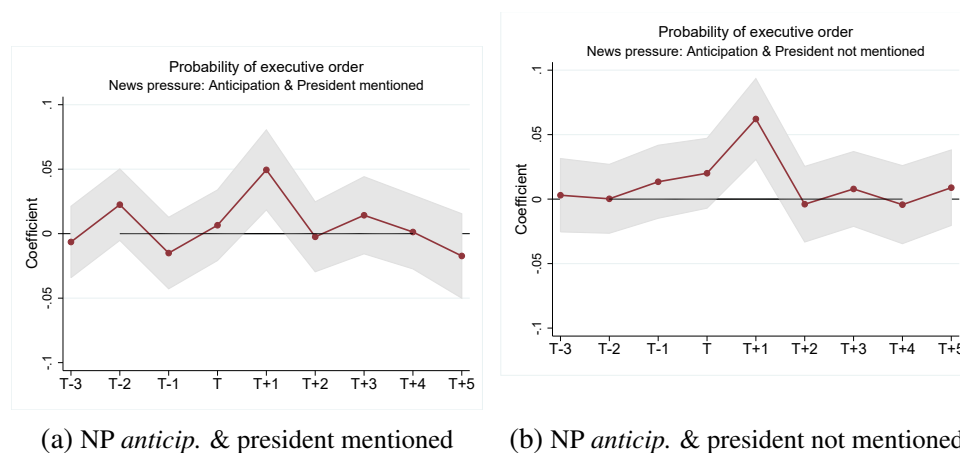 Probability of executive order
News pressure: Anticipation & President mentioned
Coefficient
.1
.05
0
-.05
-.1
T-3 T-2 T-1 T T+1 T+2 T+3 T+4 T+5
(a) NP anticip. & president mentioned
Probability of executive order
News pressure: Anticipation & President not mentioned
Coefficient
.1
.05
0
-.05
-.1
T-3 T-2 T-1 T T+1 T+2 T+3 T+4 T+5
(b) NP anticip. & president not mentioned